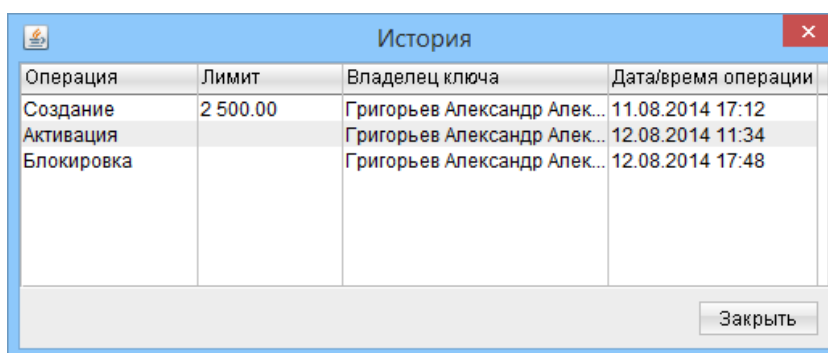 История
Операция Лимит Владелец ключа Дата/время операции
Создание 2 500.00 Григорьев Александр Алек... 11.08.2014 17:12
Активация Григорьев Александр Алек... 12.08.2014 11:34
Блокировка Григорьев Александр Алек... 12.08.2014 17:48
Закрыть